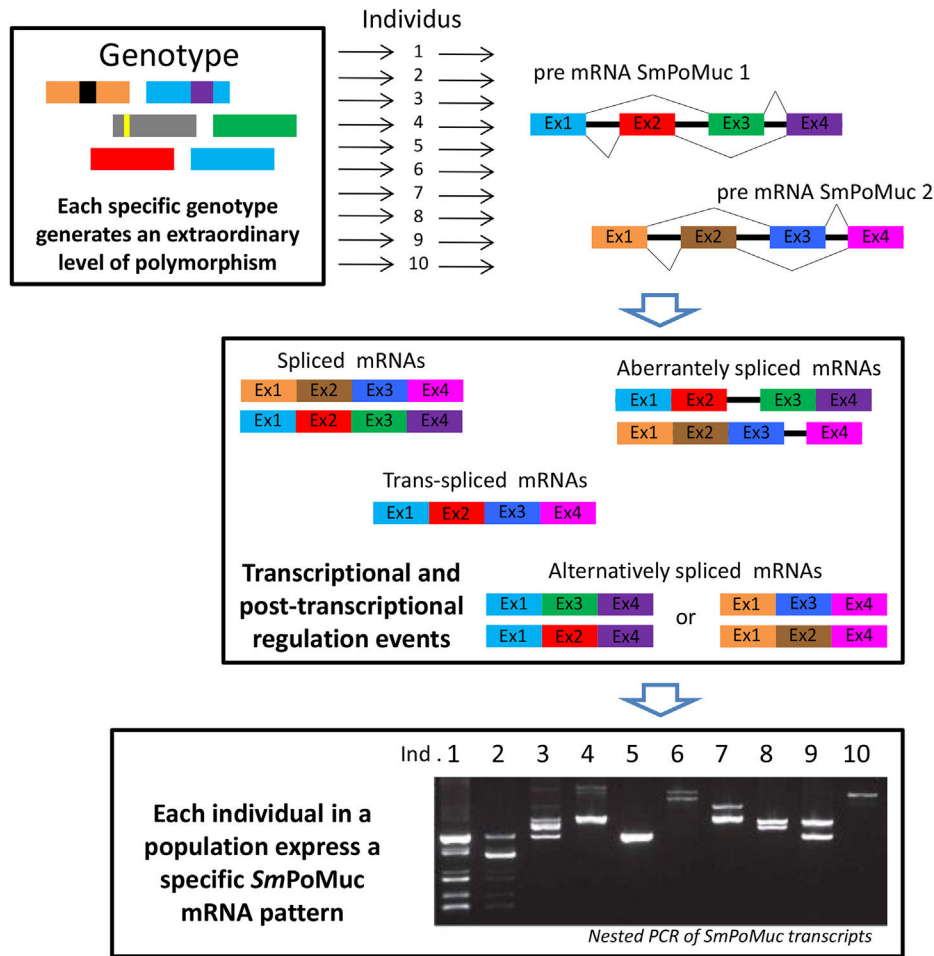 Individus
Genotype
Each specific genotype
generates an extraordinary
level of polymorphism
1
2
3
4
5
6
7
8
9
10
pre mRNA SmPoMuc 1
Ex1 Ex2 Ex3 Ex4
pre mRNA SmPoMuc 2
Ex1 Ex2 Ex3 Ex4
Spliced mRNAs
Ex1 Ex2 Ex3 Ex4
Ex1 Ex2 Ex3 Ex4
Aberrantely spliced mRNAs
Ex1 Ex2 Ex3 Ex4
Ex1 Ex2 Ex3 Ex4
Trans-spliced mRNAs
Ex1 Ex2 Ex3 Ex4
Transcriptional and
post-transcriptional
regulation events
Alternatively spliced mRNAs
Ex1 Ex3 Ex4
Ex1 Ex2 Ex4
or
Ex1 Ex3 Ex4
Ex1 Ex2 Ex4
Ind . 1 2 3 4 5 6 7 8 9 10
Each individual in a
population express a
specific SmPoMuc
mRNA pattern
Nested PCR of SmPoMuc transcripts